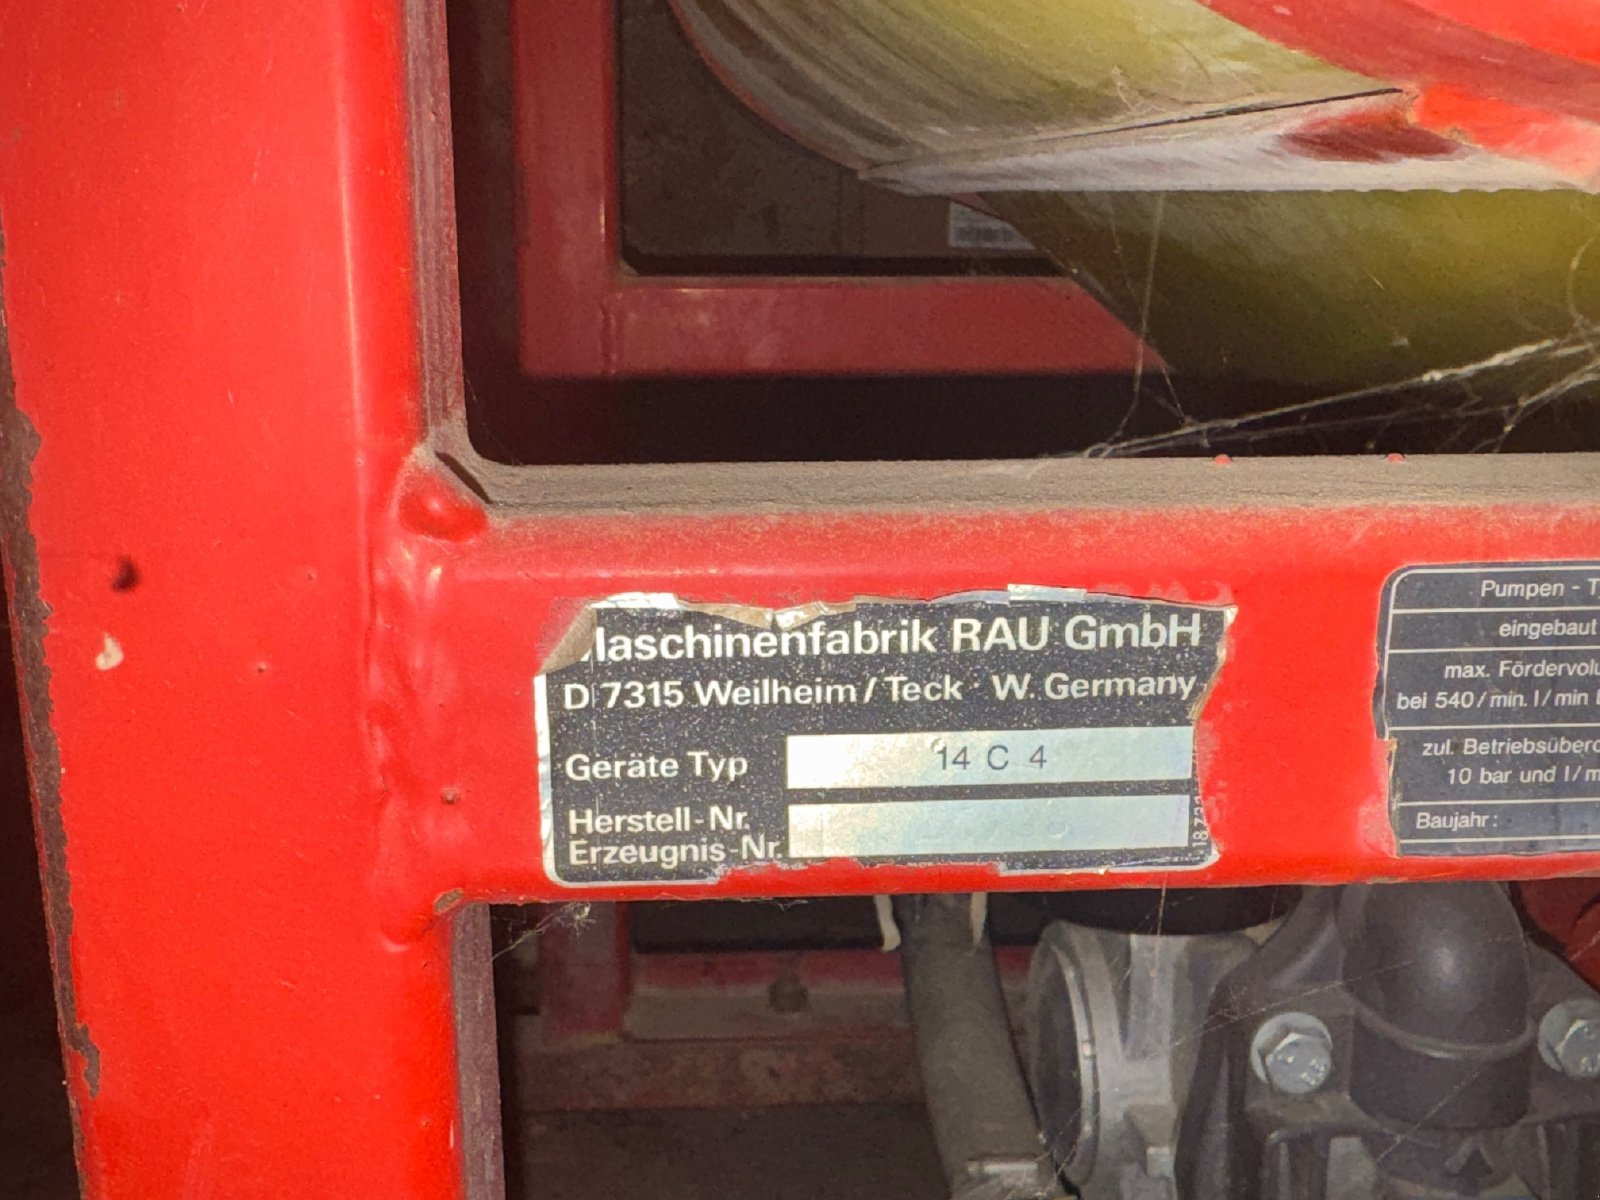 Maschinenfabrik RAU GmbH
D 7315 Weilheim / Teck · W. Germany
Geräte Typ 14 C 4
Herstell-Nr.
Erzeugnis-Nr.
Pumpen - T
eingebaut
max. Fördervolu
bei 540/min. l/min
zul. Betriebsüberd
10 bar und l/m
Baujahr: